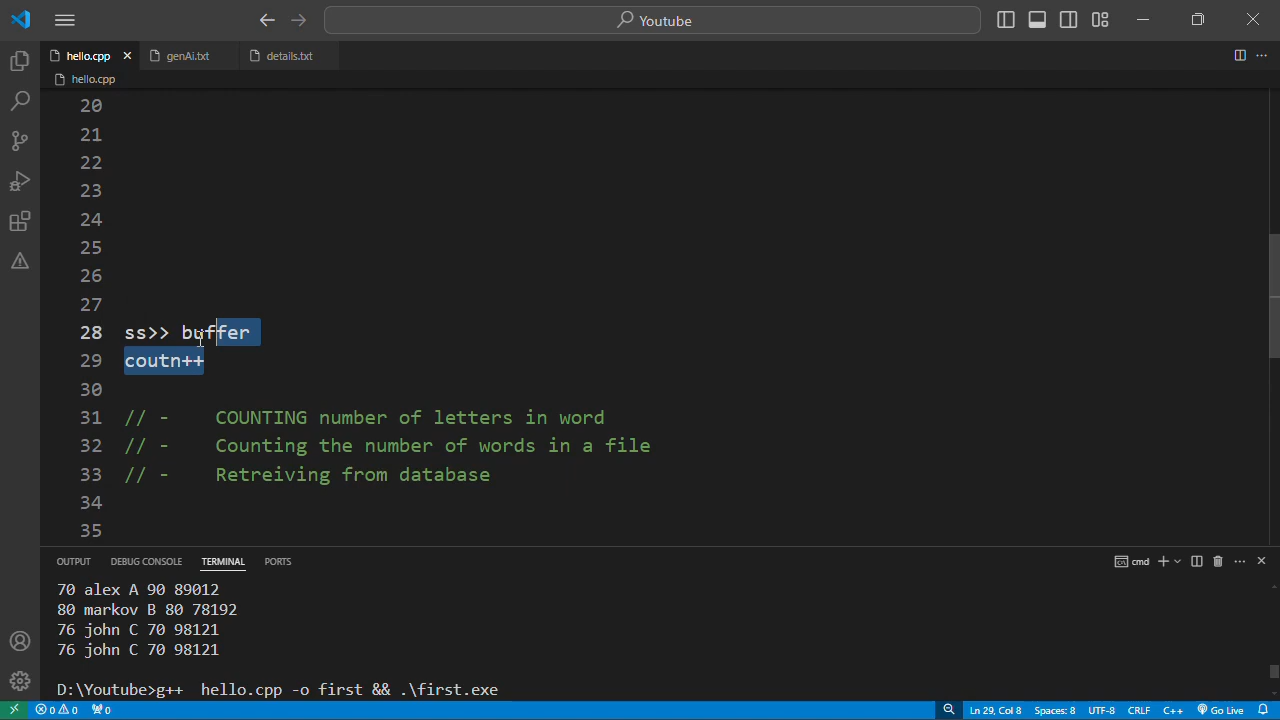 Youtube
hello.cpp genAi.txt details.txt
hello.cpp
20
21
22
23
24
25
26
27
28 ss>> buffer
29 coutn++
30
31 // - COUNTING number of letters in word
32 // - Counting the number of words in a file
33 // - Retreiving from database
34
35
OUTPUT DEBUG CONSOLE TERMINAL PORTS cmd
70 alex A 90 89012
80 markov B 80 78192
76 john C 70 98121
76 john C 70 98121
D:\Youtube>g++ hello.cpp -o first && .\first.exe
0 0 0 Ln 29, Col 8 Spaces: 8 UTF-8 CRLF C++ Go Live